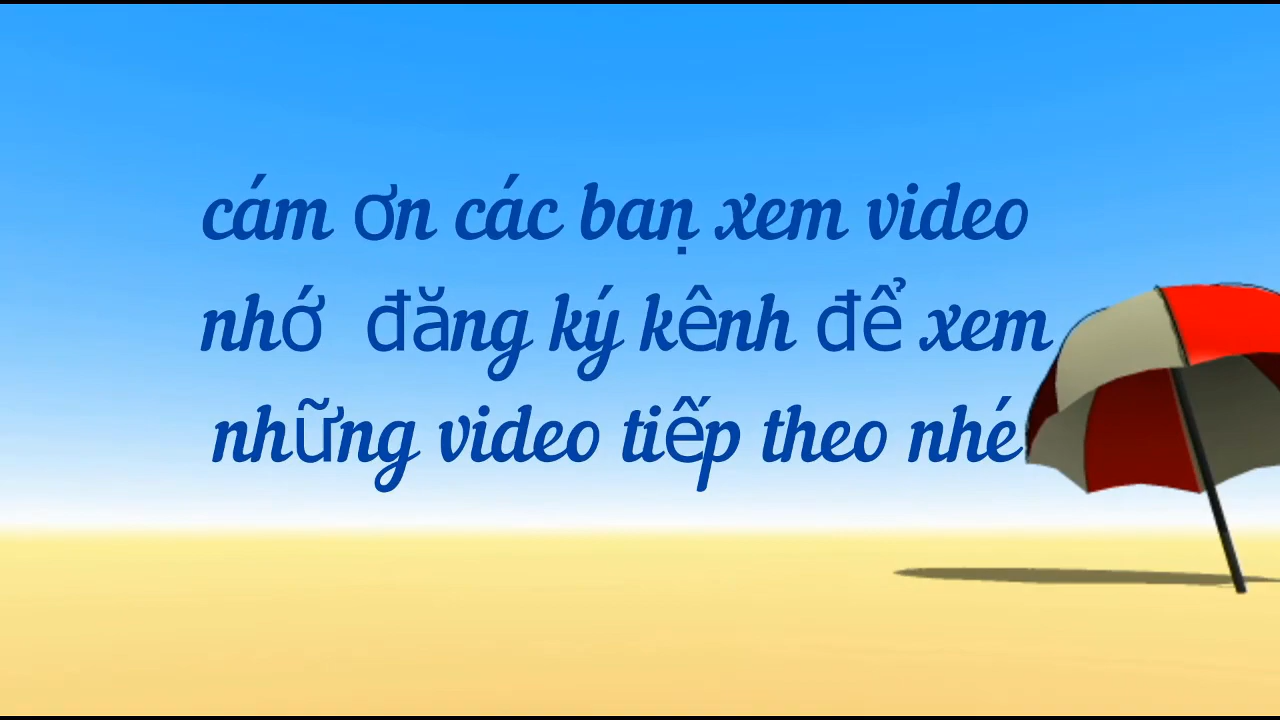 cám ơn các bạn xem video
nhớ đăng ký kênh để xem
những video tiếp theo nhé